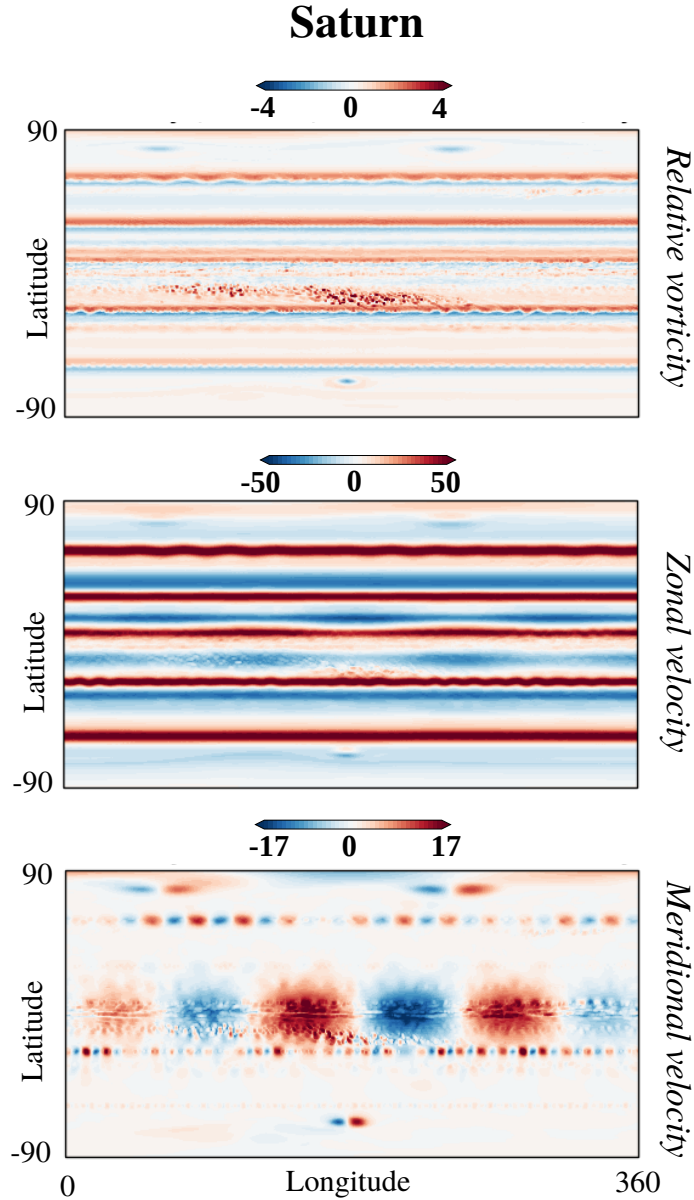 Saturn
-4 0 4
90
Latitude
-90
Relative vorticity
-50 0 50
90
Latitude
-90
Zonal velocity
-17 0 17
90
Latitude
-90
Meridional velocity
0 Longitude 360